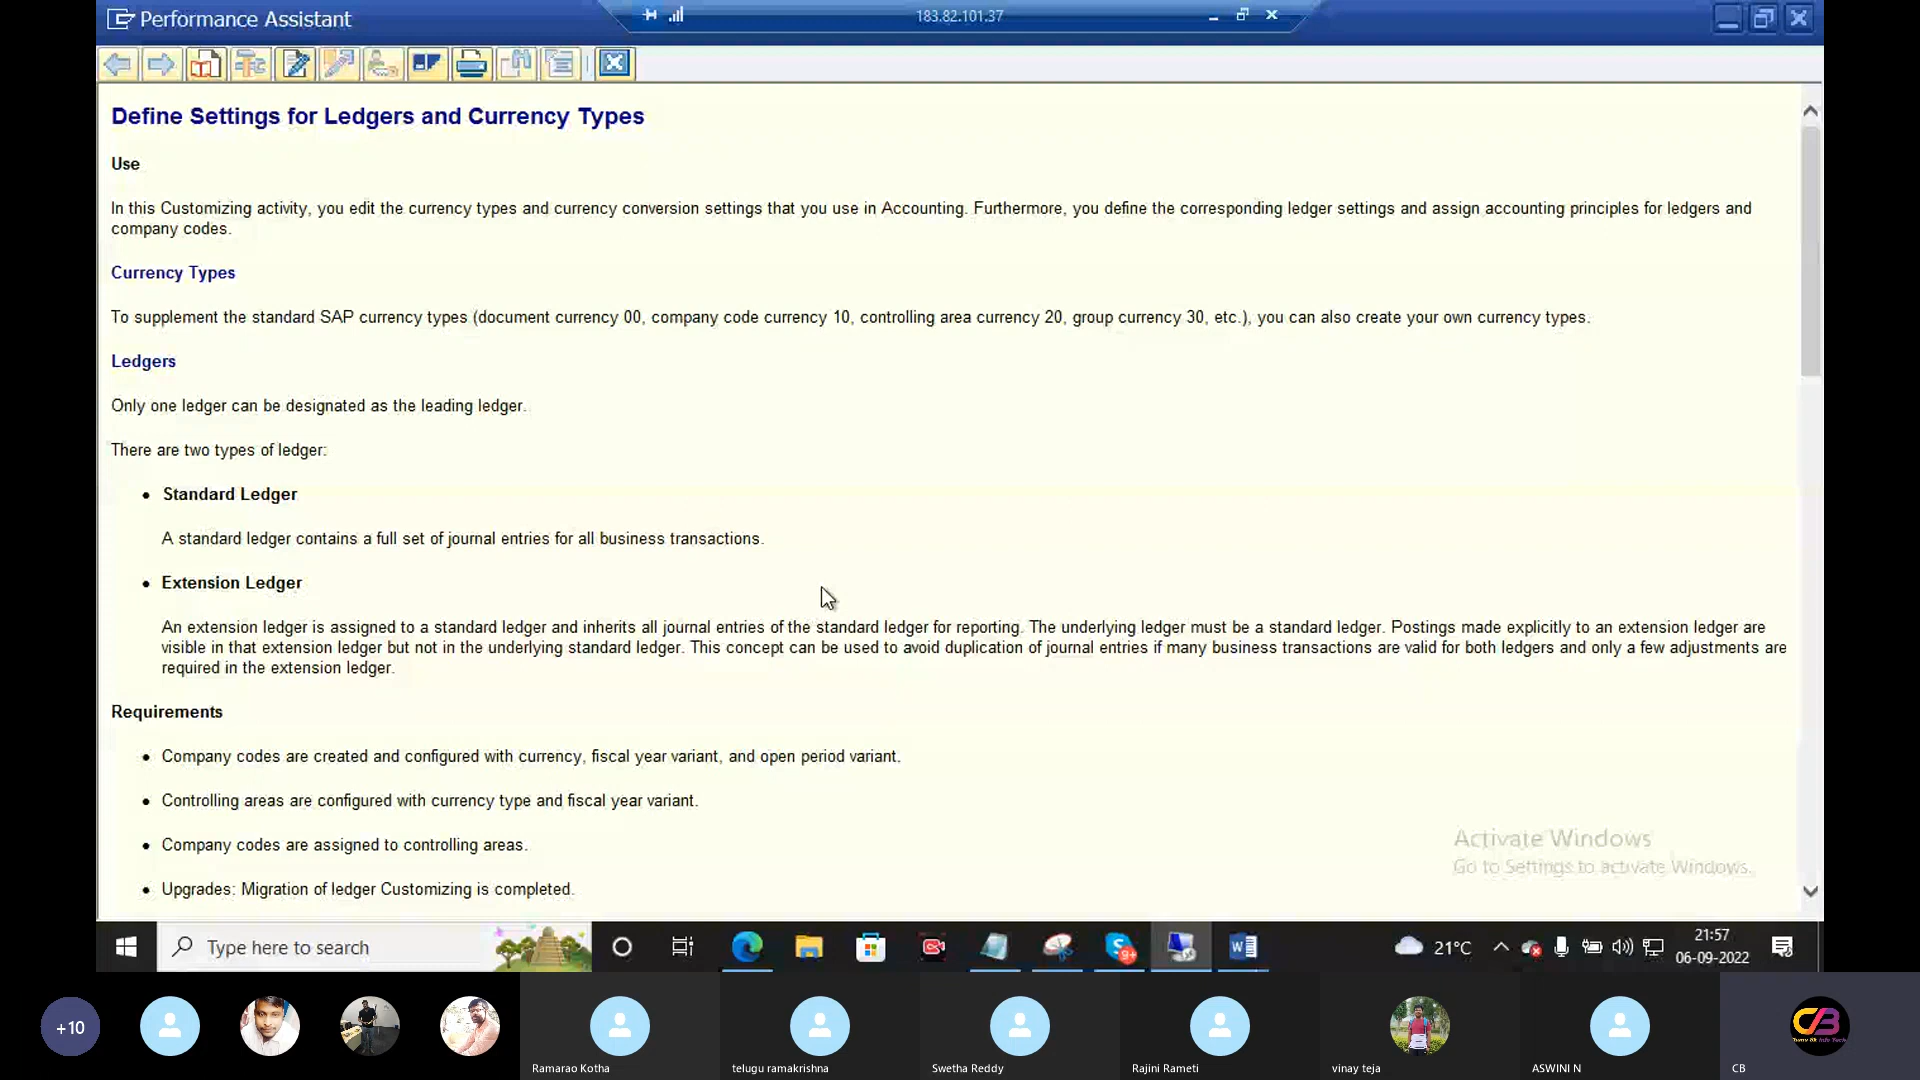 Performance Assistant
183.82.101.37
Define Settings for Ledgers and Currency Types
Use
In this Customizing activity, you edit the currency types and currency conversion settings that you use in Accounting. Furthermore, you define the corresponding ledger settings and assign accounting principles for ledgers and
company codes.
Currency Types
To supplement the standard SAP currency types (document currency 00, company code currency 10, controlling area currency 20, group currency 30, etc.), you can also create your own currency types.
Ledgers
Only one ledger can be designated as the leading ledger.
There are two types of ledger:
• Standard Ledger
A standard ledger contains a full set of journal entries for all business transactions.
• Extension Ledger
An extension ledger is assigned to a standard ledger and inherits all journal entries of the standard ledger for reporting. The underlying ledger must be a standard ledger. Postings made explicitly to an extension ledger are
visible in that extension ledger but not in the underlying standard ledger. This concept can be used to avoid duplication of journal entries if many business transactions are valid for both ledgers and only a few adjustments are
required in the extension ledger.
Requirements
• Company codes are created and configured with currency, fiscal year variant, and open period variant.
• Controlling areas are configured with currency type and fiscal year variant.
• Company codes are assigned to controlling areas.
• Upgrades: Migration of ledger Customizing is completed.
Activate Windows
Go to Settings to activate Windows.
Type here to search
9+
21°C
21:57
06-09-2022
+10
Ramarao Kotha
telugu ramakrishna
Swetha Reddy
Rajini Rameti
vinay teja
ASWINI N
CB